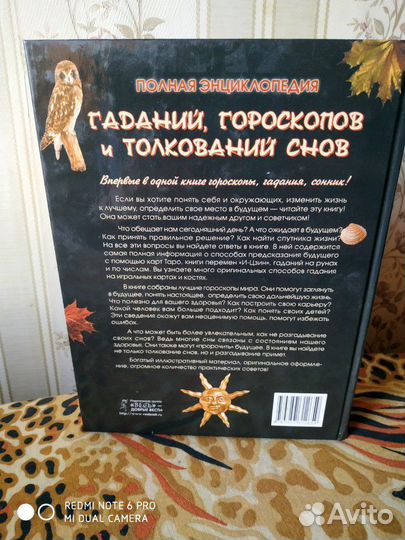 ПОЛНАЯ ЭНЦИКЛОПЕДИЯ
ГАДАНИЙ, ГОРОСКОПОВ
и ТОЛКОВАНИЙ СНОВ
Впервые в одной книге гороскопы, гадания, сонник!
Если вы хотите понять себя и окружающих, изменить жизнь
к лучшему, определить свое место в будущем — читайте эту книгу!
Она может стать вашим надежным другом и советчиком!
Что обещает нам сегодняшний день? А что ожидает в будущем?
Как принять правильное решение? Как найти спутника жизни?
На все эти вопросы вы найдете ответы в книге. В ней содержится
самая полная информация о способах предсказания будущего
с помощью карт Таро, книги перемен «И-цзин», гаданий на рунах
и по числам. Вы узнаете много оригинальных способов гадания
на игральных картах и костях.
В книге собраны лучшие гороскопы мира. Они помогут заглянуть
в будущее, понять настоящее, определить свою дальнейшую жизнь.
Что полезно для вашего здоровья? Как построить свою карьеру?
Какой человек вам больше подходит? Как понять своих детей?
Эти сведения окажут вам неоценимую помощь, помогут избежать
ошибок.
А что может быть более увлекательным, как не разгадывание
своих снов? Ведь многие сны связаны с состоянием нашего
здоровья. Они также могут «пророчить» будущее. В книге вы найдете
не только толкование снов, но и разгадывание примет.
Богатый иллюстративный материал, оригинальное оформле-
ние, огромное количество практических советов!
Издательская группа
«ВЕСЬ»
ДОБРЫЕ ВЕСТИ
REDMI NOTE 6 PRO
MI DUAL CAMERA
Avito